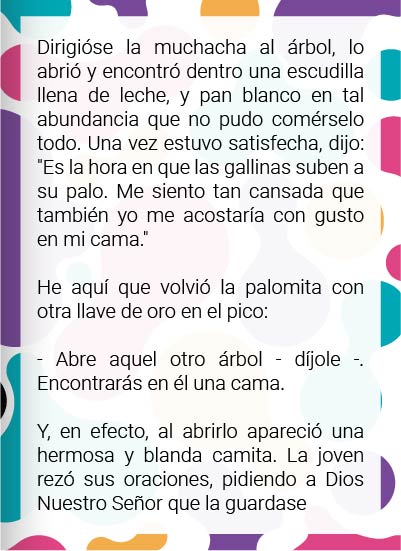 Dirigióse la muchacha al árbol, lo
abrió y encontró dentro una escudilla
llena de leche, y pan blanco en tal
abundancia que no pudo comérselo
todo. Una vez estuvo satisfecha, dijo:
"Es la hora en que las gallinas suben a
su palo. Me siento tan cansada que
también yo me acostaría con gusto
en mi cama."
He aquí que volvió la palomita con
otra llave de oro en el pico:
- Abre aquel otro árbol - díjole -.
Encontrarás en él una cama.
Y, en efecto, al abrirlo apareció una
hermosa y blanda camita. La joven
rezó sus oraciones, pidiendo a Dios
Nuestro Señor que la guardase